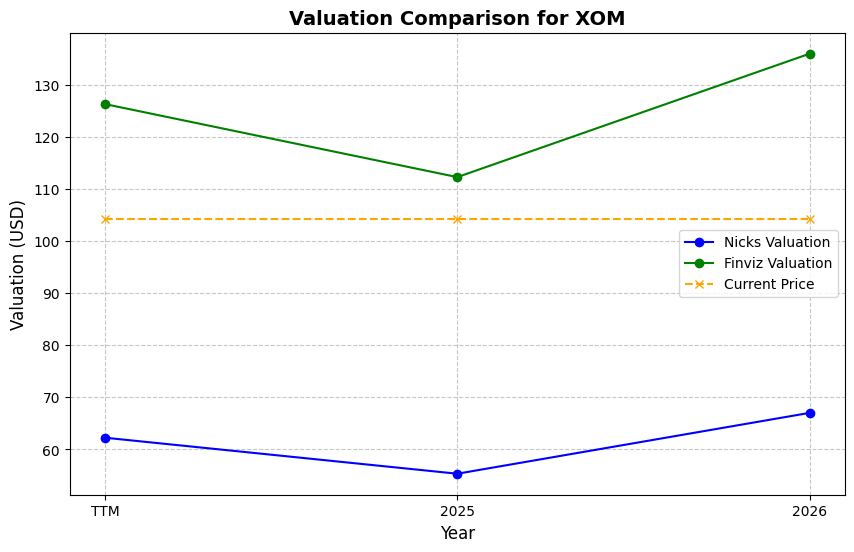 Valuation Comparison for XOM
Valuation (USD)
130
120
110
100
90
80
70
60
Nicks Valuation
Finviz Valuation
Current Price
TTM
2025
2026
Year